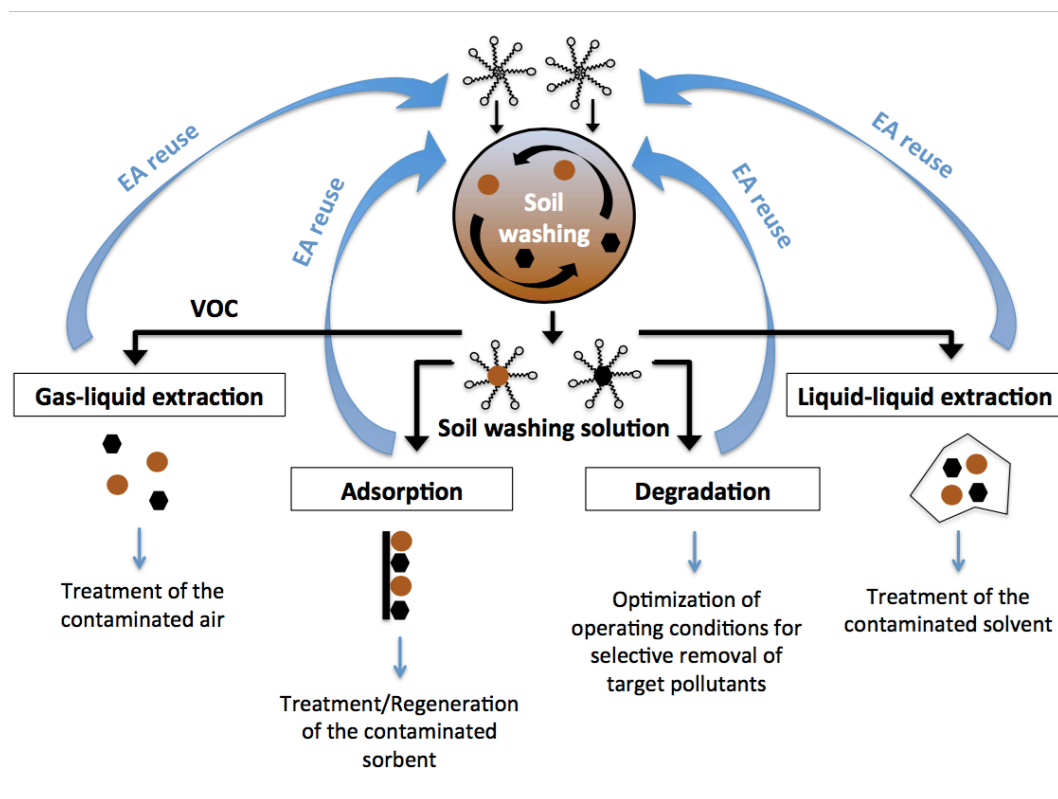 EA reuse
EA reuse
EA reuse
EA reuse
Soil
washing
VOC
Gas-liquid extraction
Liquid-liquid extraction
Soil washing solution
Adsorption
Degradation
Treatment of the
contaminated air
Treatment/Regeneration
of the contaminated
sorbent
Optimization of
operating conditions for
selective removal of
target pollutants
Treatment of the
contaminated solvent